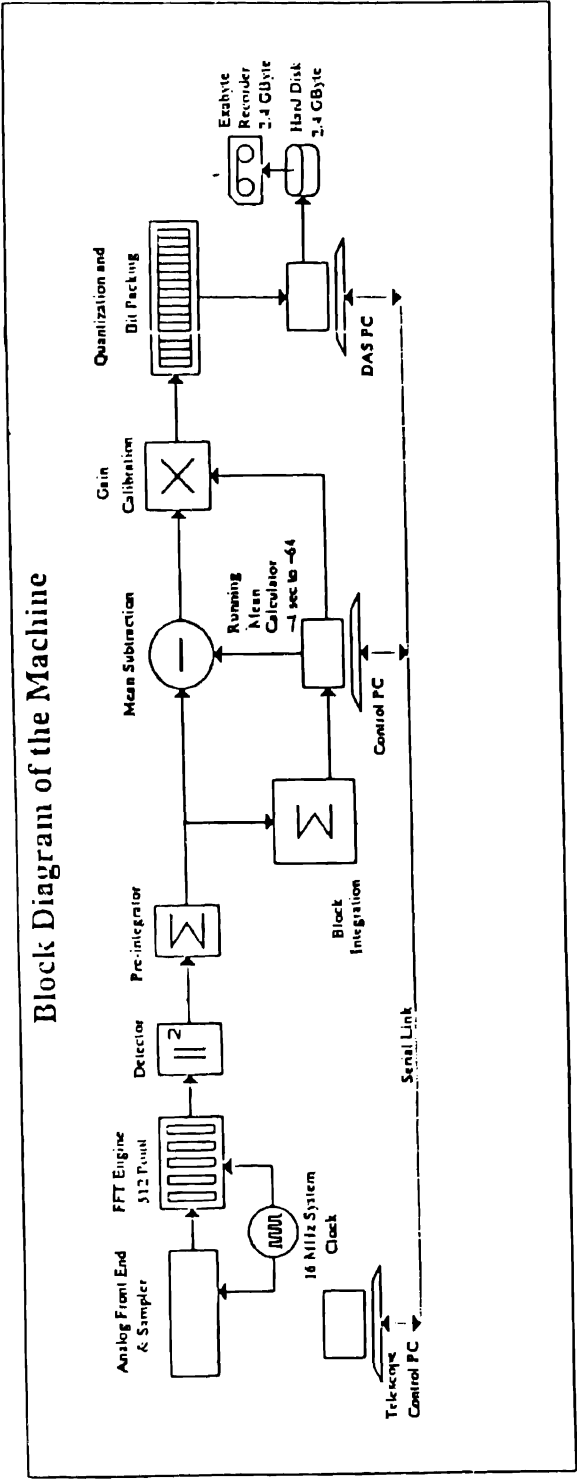 Block Diagram of the Machine
Analog Front End
& Sampler
FFT Engine
512 Point
Detector
2
Pre-integrator
Mean Subtraction
Gain
Calibration
Quantization and
Bit Packing
Exabyte
Recorder
2.4 GByte
Hard Disk
2.4 GByte
16 MHz System
Clock
Block
Integration
Running
Mean
Calculator
~1 sec to ~64
Telescope
Control PC
Serial Link
Control PC
DAS PC